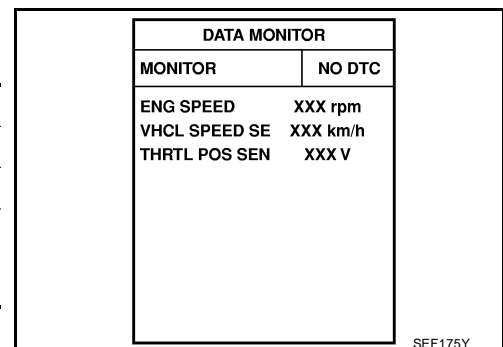 DATA MONITOR
MONITOR NO DTC
ENG SPEED XXX rpm
VHCL SPEED SE XXX km/h
THRTL POS SEN XXX V
SEF175Y